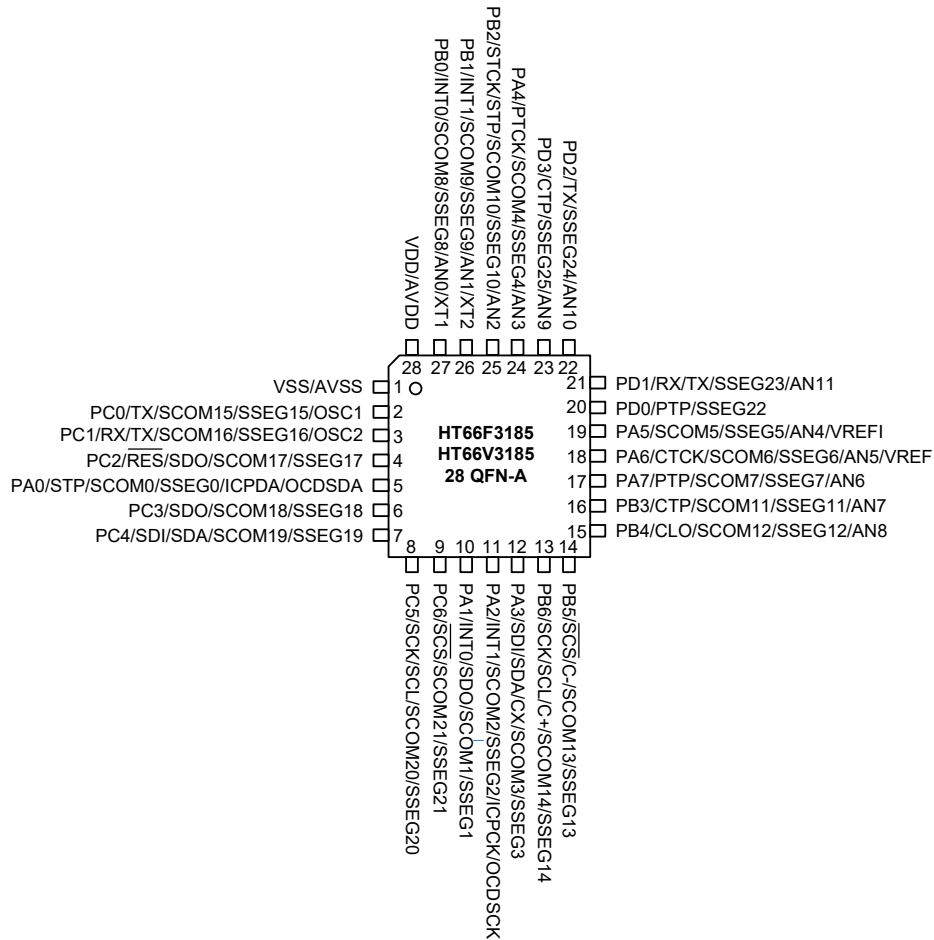 PB2/STCK/STP/SCOM10/SSEG10/AN2
PB1/INT1/SCOM9/SSEG9/AN1/XT2
PB0/INT0/SCOM8/SSEG8/AN0/XT1
PA4/PTCK/SCOM4/SSEG4/AN3
PD3/CTP/SSEG25/AN9
PD2/TX/SSEG24/AN10
VDD/AVDD
28 27 26 25 24 23 22
VSS/AVSS 1
PC0/TX/SCOM15/SSEG15/OSC1 2
PC1/RX/TX/SCOM16/SSEG16/OSC2 3
PC2/RES/SDO/SCOM17/SSEG17 4
PA0/STP/SCOM0/SSEG0/ICPDA/OCDSDA 5
PC3/SDO/SCOM18/SSEG18 6
PC4/SDI/SDA/SCOM19/SSEG19 7
HT66F3185
HT66V3185
28 QFN-A
21 PD1/RX/TX/SSEG23/AN11
20 PD0/PTP/SSEG22
19 PA5/SCOM5/SSEG5/AN4/VREFI
18 PA6/CTCK/SCOM6/SSEG6/AN5/VREF
17 PA7/PTP/SCOM7/SSEG7/AN6
16 PB3/CTP/SCOM11/SSEG11/AN7
15 PB4/CLO/SCOM12/SSEG12/AN8
8 9 10 11 12 13 14
PC5/SCK/SCL/SCOM20/SSEG20
PC6/SCS/SCOM21/SSEG21
PA1/INT0/SDO/SCOM1/SSEG1
PA2/INT1/SCOM2/SSEG2/ICPCK/OCDSCK
PA3/SDI/SDA/CX/SCOM3/SSEG3
PB6/SCK/SCL/C+/SCOM14/SSEG14
PB5/SCS/C-/SCOM13/SSEG13